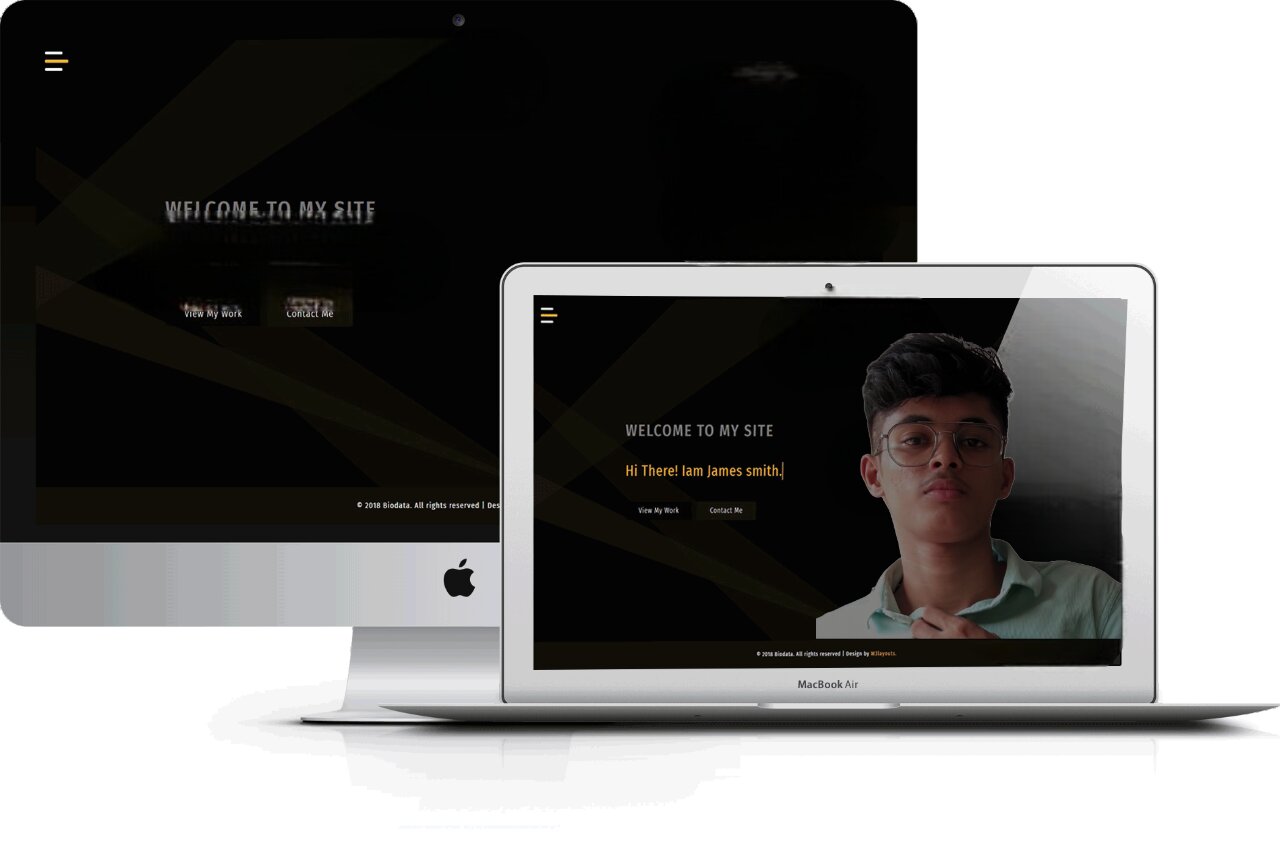 WELCOME TO MY SITE
View My Work
Contact Me
© 2018 Biodata. All rights reserved | Des
WELCOME TO MY SITE
Hi There! Iam James smith.
View My Work
Contact Me
© 2018 Biodata. All rights reserved | Design by W3layouts.
MacBook Air